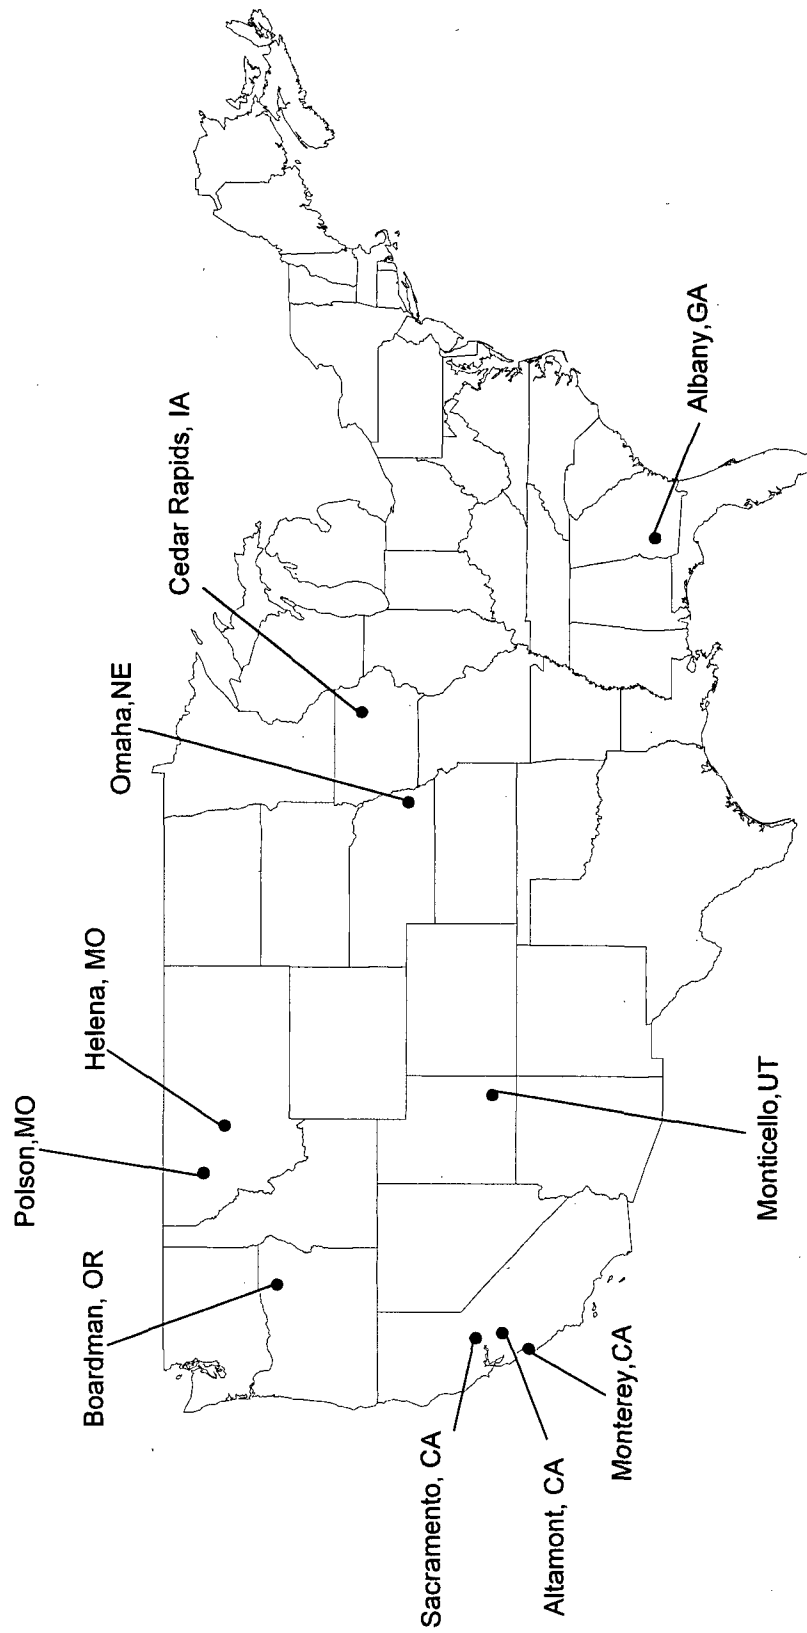 Polson,MO
Helena, MO
Boardman, OR
Omaha,NE
Cedar Rapids, IA
Sacramento, CA
Altamont, CA
Monterey,CA
Monticello,UT
Albany,GA